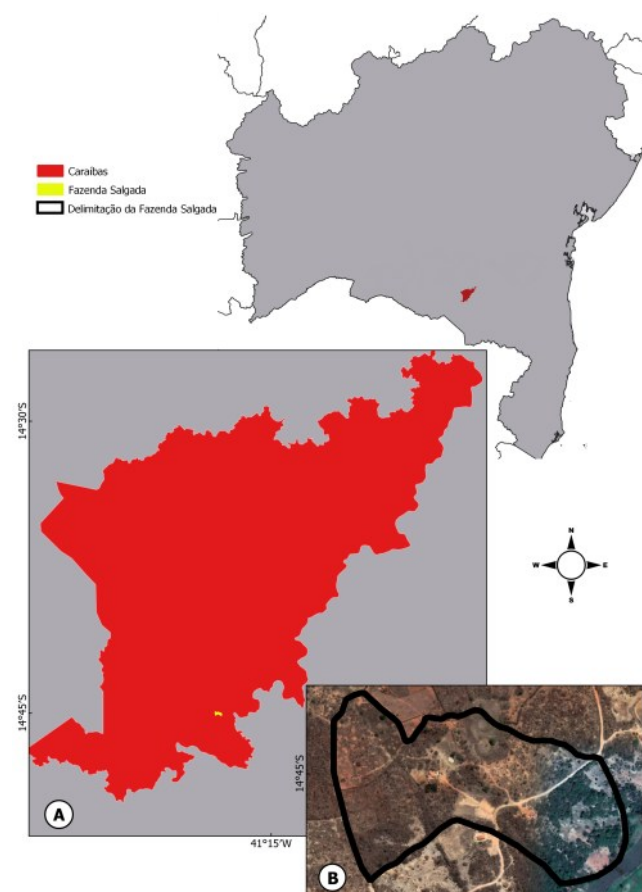 Caraíbas
Fazenda Salgada
Delimitação da Fazenda Salgada
14°30'S
N
W
E
S
14°45'S
14°45'S
A
41°15'W
B